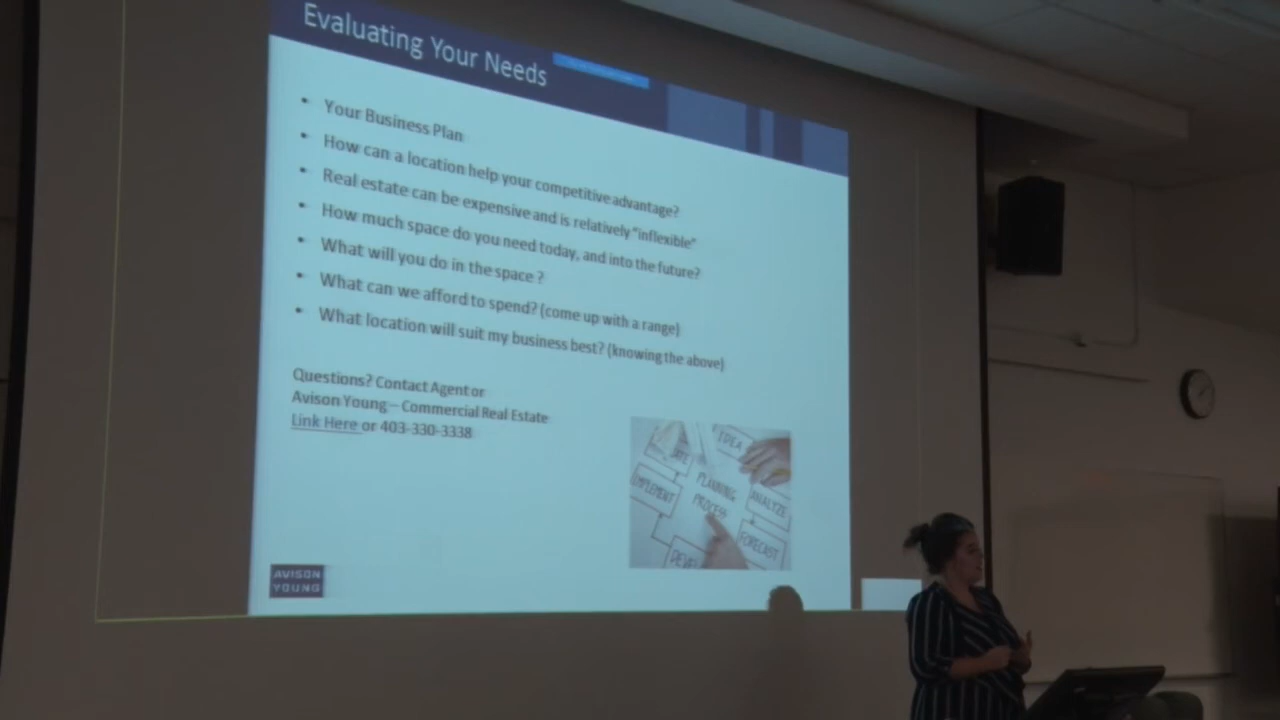 Evaluating Your Needs
• Your Business Plan
• How can a location help your competitive advantage?
• Real estate can be expensive and is relatively "inflexible"
• How much space do you need today, and into the future?
• What will you do in the space ?
• What can we afford to spend? (come up with a range)
• What location will suit my business best? (knowing the above)
Questions? Contact Agent or
Avison Young – Commercial Real Estate
Link Here or 403-330-3338
IDEA
PLANNING
PROCESS
IMPLEMENT
ANALYZE
FORECAST
AVISON
YOUNG